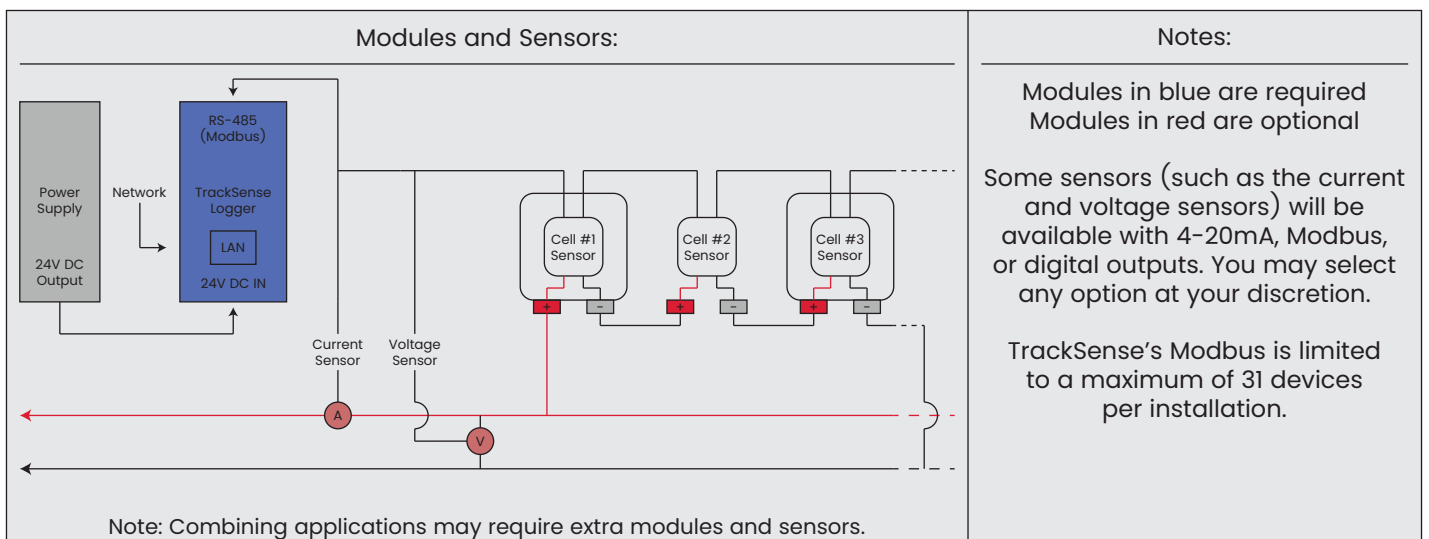 Modules and Sensors:
RS-485
(Modbus)
Power
Supply
Network
TrackSense
Logger
LAN
24V DC
Output
24V DC IN
Cell #1
Sensor
Cell #2
Sensor
Cell #3
Sensor
+
-
+
-
+
-
Current
Sensor
Voltage
Sensor
A
V
Note: Combining applications may require extra modules and sensors.
Notes:
Modules in blue are required
Modules in red are optional
Some sensors (such as the current
and voltage sensors) will be
available with 4-20mA, Modbus,
or digital outputs. You may select
any option at your discretion.
TrackSense's Modbus is limited
to a maximum of 31 devices
per installation.